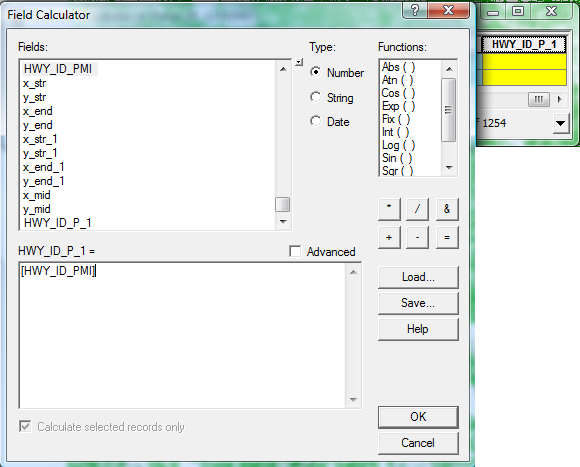 Field Calculator
Fields:
HWY_ID_PMI
x_str
y_str
x_end
y_end
x_str_1
y_str_1
x_end_1
y_end_1
x_mid
y_mid
HWY_ID_P_1
Type:
Number
String
Date
Functions:
Abs ( )
Atn ( )
Cos ( )
Exp ( )
Fix ( )
Int ( )
Log ( )
Sin ( )
Sqr ( )
* / &
+ - =
HWY_ID_P_1 =
Advanced
[HWY_ID_PMI]
Load...
Save...
Help
Calculate selected records only
OK
Cancel
HWY_ID_P_1
1254